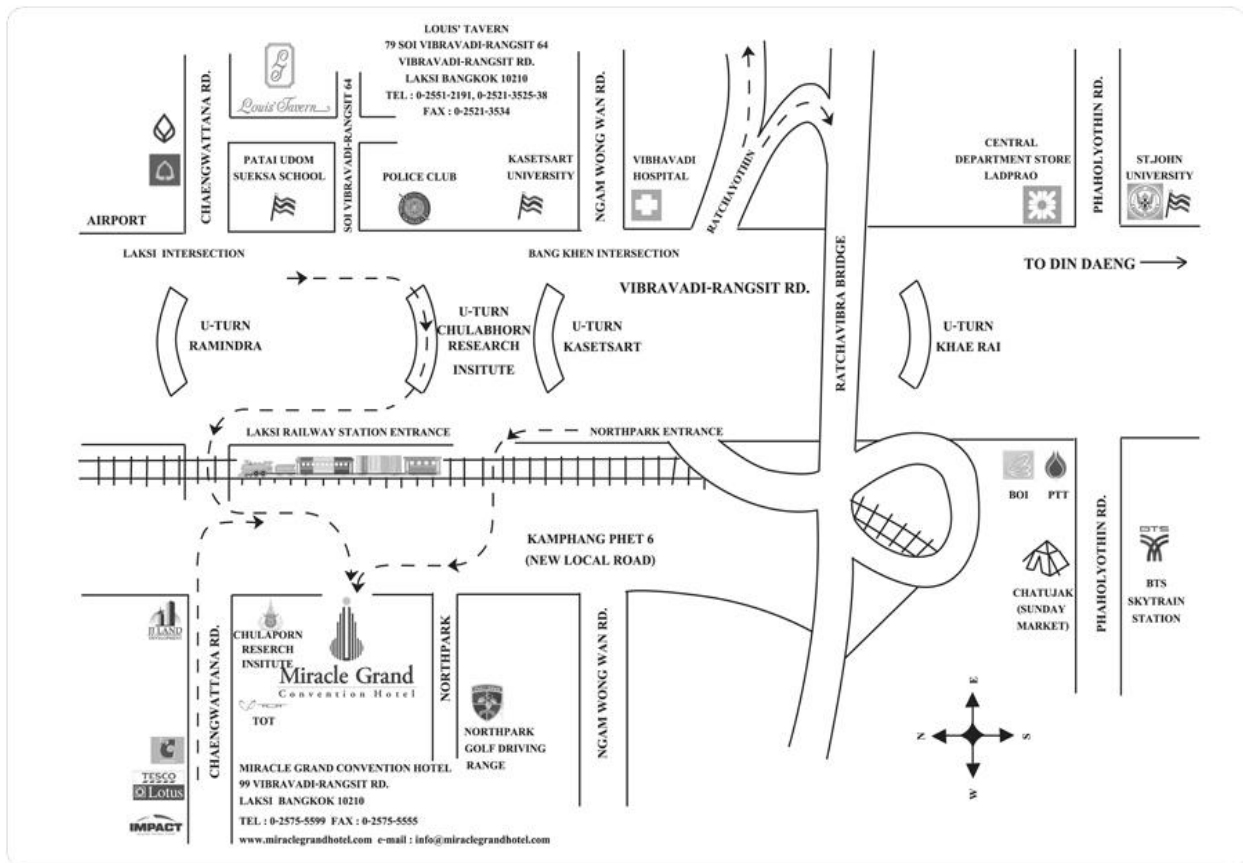 LOUIS' TAVERN
79 SOI VIBRAVADI-RANGSIT 64
VIBRAVADI-RANGSIT RD.
LAKSI BANGKOK 10210
TEL : 0-2551-2191, 0-2521-3525-38
FAX : 0-2521-3534
CHAENGWATTANA RD.
Louis' Tavern
SOI VIBRAVADI-RANGSIT 64
NGAM WONG WAN RD.
PHAHOLYOTHIN RD.
PATAI UDOM
SUEKSA SCHOOL
POLICE CLUB
KASETSART
UNIVERSITY
VIBHAVADI
HOSPITAL
RATCHAYOTHIN
CENTRAL
DEPARTMENT STORE
LADPRAO
ST.JOHN
UNIVERSITY
AIRPORT
LAKSI INTERSECTION
BANG KHEN INTERSECTION
TO DIN DAENG
VIBRAVADI-RANGSIT RD.
U-TURN
RAMINDRA
U-TURN
CHULABHORN
RESEARCH
INSITUTE
U-TURN
KASETSART
RATCHAVIBRA BRIDGE
U-TURN
KHAE RAI
LAKSI RAILWAY STATION ENTRANCE
NORTHPARK ENTRANCE
BOI
PTT
KAMPHANG PHET 6
(NEW LOCAL ROAD)
CHATUJAK
(SUNDAY
MARKET)
PHAHOLYOTHIN RD.
BTS
BTS
SKYTRAIN
STATION
JJ LAND
CHAENGWATTANA RD.
CHULAPORN
RESERCH
INSITUTE
Miracle Grand
Convention Hotel
TOT
NORTHPARK
NORTHPARK
GOLF DRIVING
RANGE
NGAM WONG WAN RD.
E
N
S
W
TESCO
Lotus
IMPACT
MIRACLE GRAND CONVENTION HOTEL
99 VIBRAVADI-RANGSIT RD.
LAKSI BANGKOK 10210
TEL : 0-2575-5599 FAX : 0-2575-5555
www.miraclegrandhotel.com e-mail : info@miraclegrandhotel.com